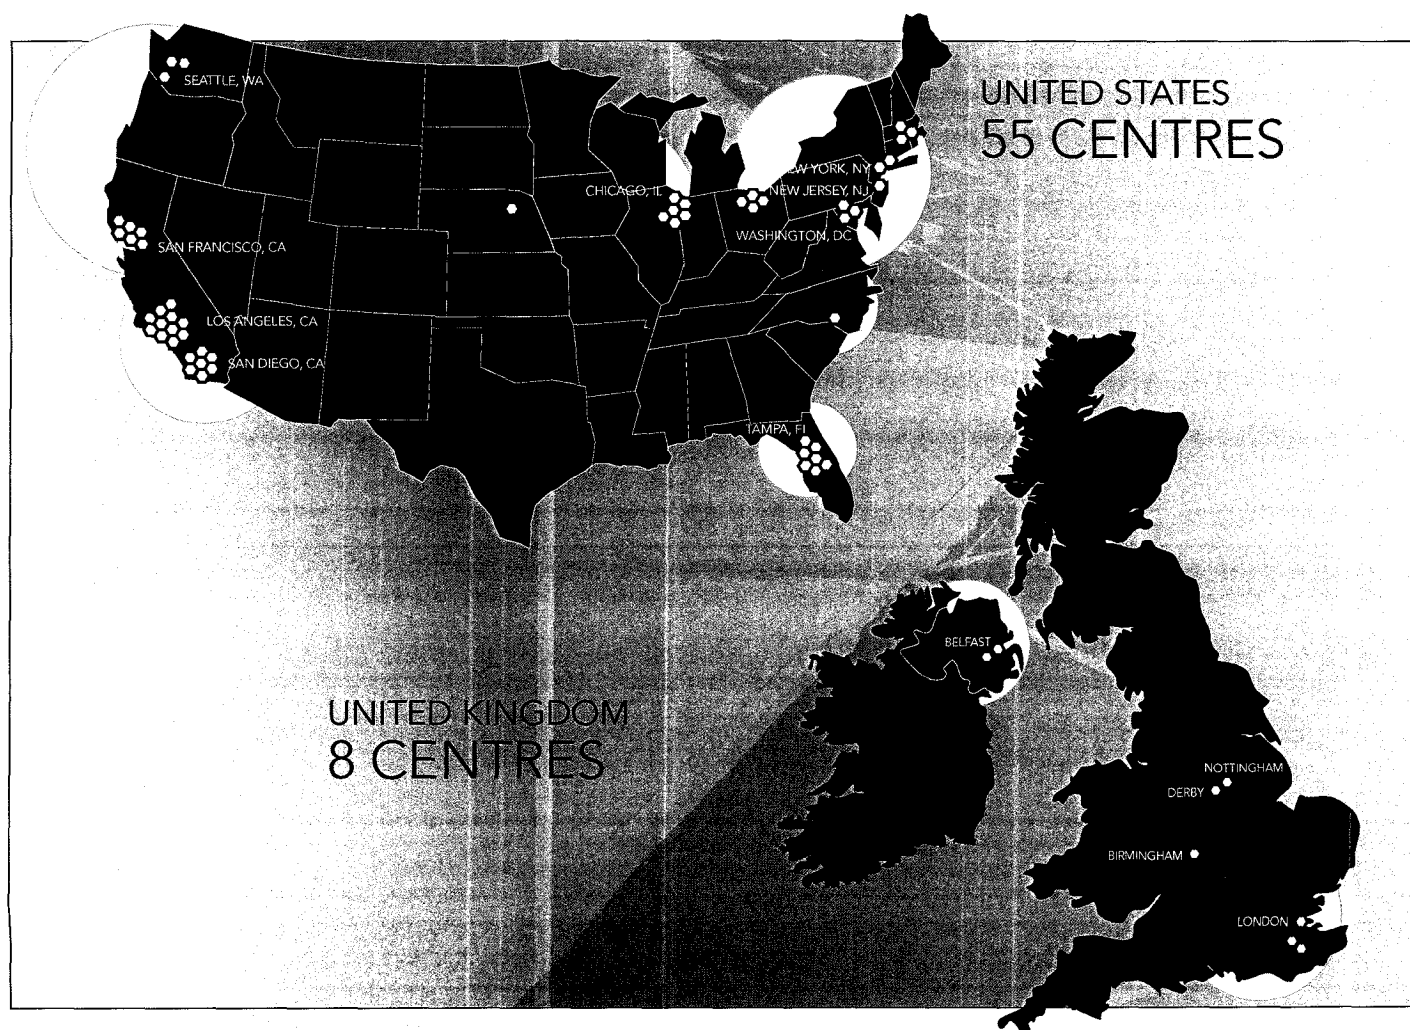 UNITED STATES
55 CENTRES
SEATTLE, WA
NEW YORK, NY
CHICAGO, IL
NEW JERSEY, NJ
WASHINGTON, DC
SAN FRANCISCO, CA
LOS ANGELES, CA
SAN DIEGO, CA
TAMPA, FL
BELFAST
UNITED KINGDOM
8 CENTRES
NOTTINGHAM
DERBY
BIRMINGHAM
LONDON